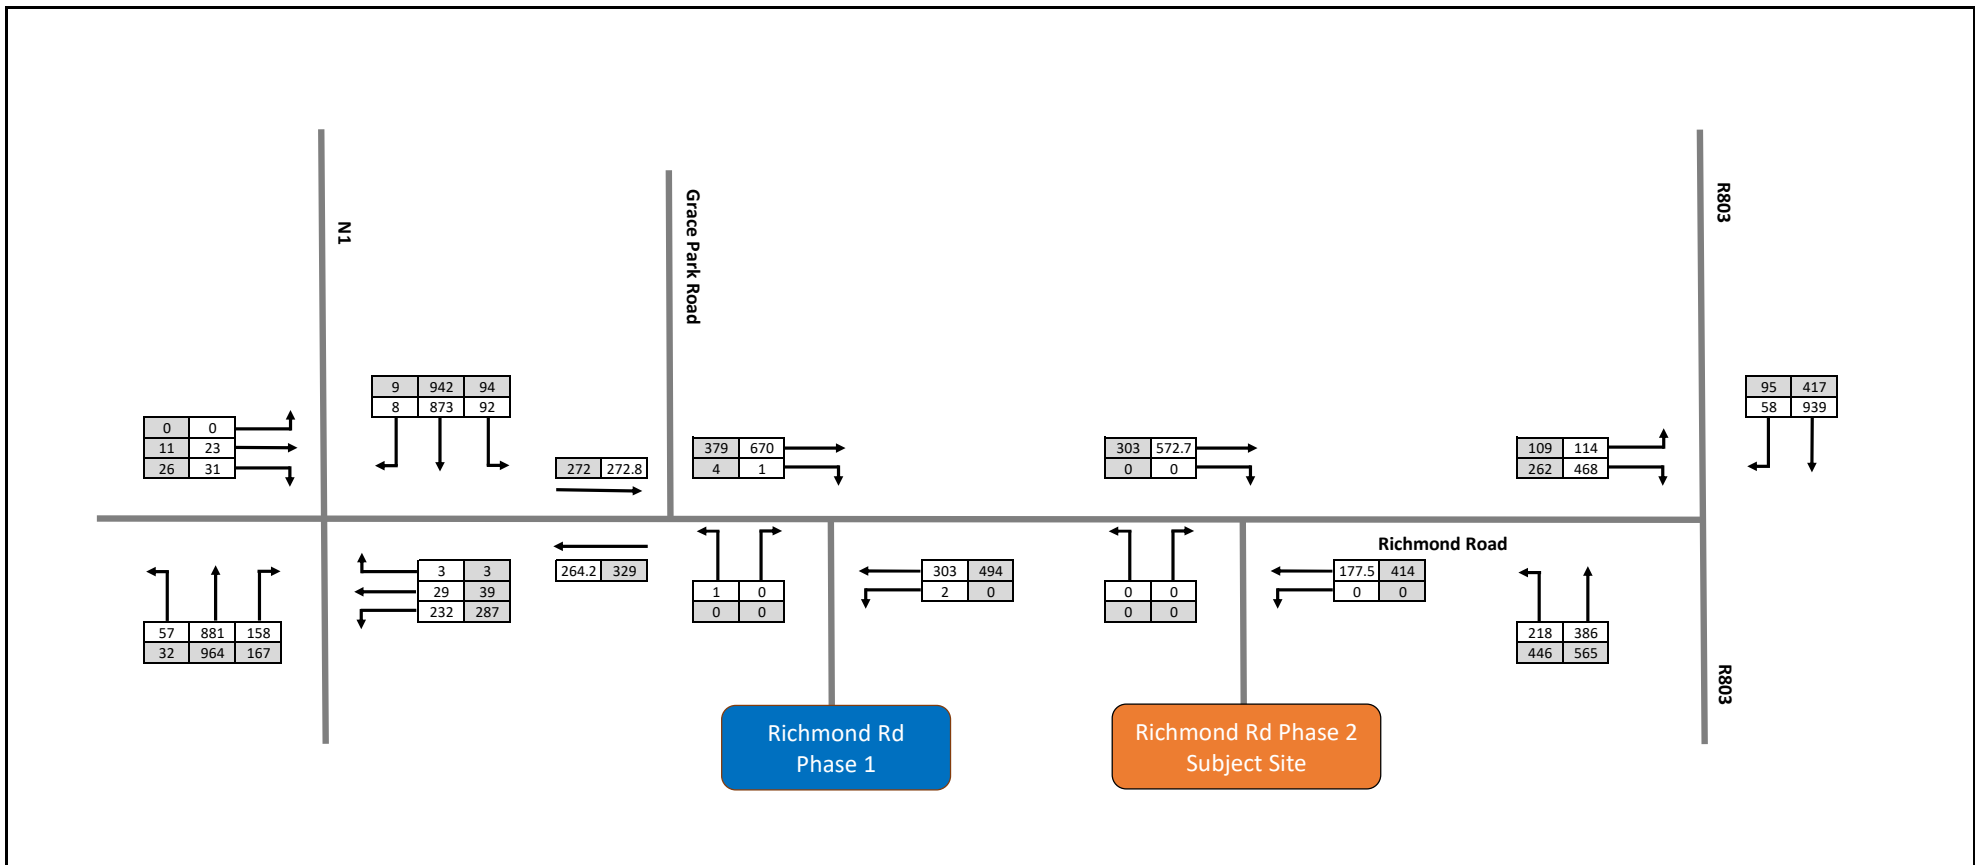 N1
Grace Park Road
R803
9 942 94
8 873 92
95 417
58 939
0 0
11 23
26 31
272 272.8
379 670
4 1
303 572.7
0 0
109 114
262 468
Richmond Road
3 3
29 39
232 287
264.2 329
1 0
0 0
303 494
2 0
0 0
0 0
177.5 414
0 0
57 881 158
32 964 167
218 386
446 565
R803
Richmond Rd
Phase 1
Richmond Rd Phase 2
Subject Site